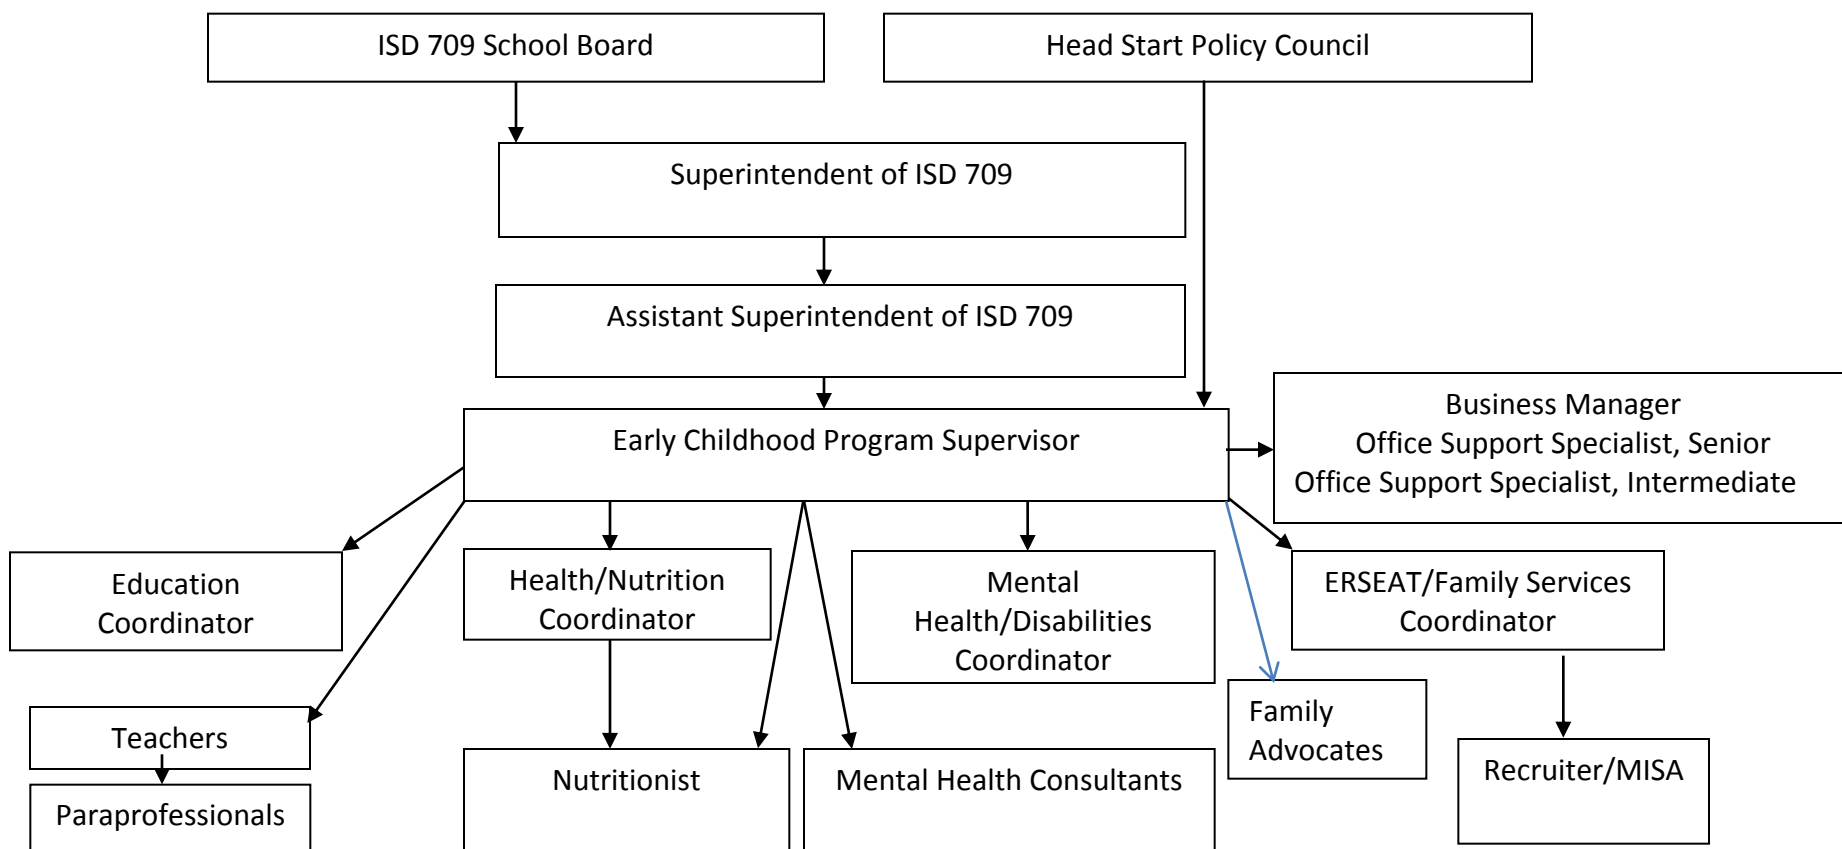 ISD 709 School Board
Head Start Policy Council
Superintendent of ISD 709
Assistant Superintendent of ISD 709
Early Childhood Program Supervisor
Business Manager
Office Support Specialist, Senior
Office Support Specialist, Intermediate
Education
Coordinator
Health/Nutrition
Coordinator
Mental
Health/Disabilities
Coordinator
ERSEAT/Family Services
Coordinator
Teachers
Paraprofessionals
Nutritionist
Mental Health Consultants
Family
Advocates
Recruiter/MISA